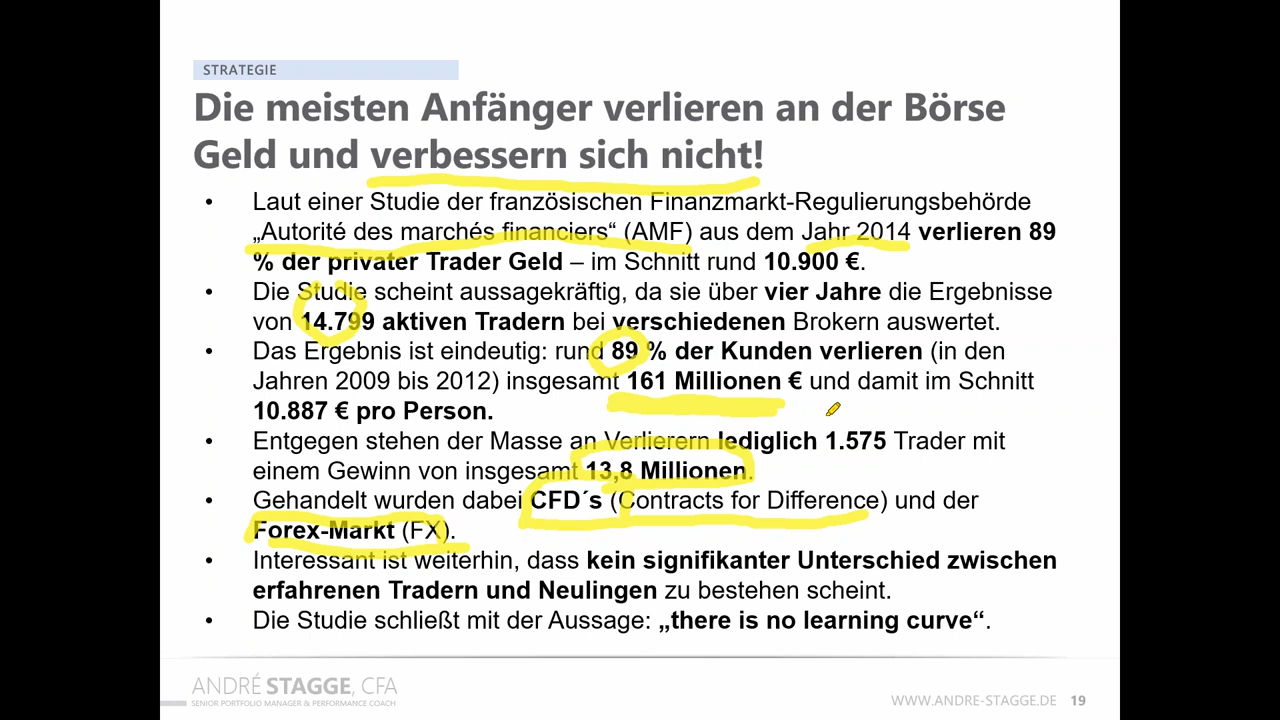 STRATEGIE
Die meisten Anfänger verlieren an der Börse
Geld und verbessern sich nicht!
• Laut einer Studie der französischen Finanzmarkt-Regulierungsbehörde
„Autorité des marchés financiers“ (AMF) aus dem Jahr 2014 verlieren 89
% der privater Trader Geld – im Schnitt rund 10.900 €.
• Die Studie scheint aussagekräftig, da sie über vier Jahre die Ergebnisse
von 14.799 aktiven Tradern bei verschiedenen Brokern auswertet.
• Das Ergebnis ist eindeutig: rund 89 % der Kunden verlieren (in den
Jahren 2009 bis 2012) insgesamt 161 Millionen € und damit im Schnitt
10.887 € pro Person.
• Entgegen stehen der Masse an Verlierern lediglich 1.575 Trader mit
einem Gewinn von insgesamt 13,8 Millionen.
• Gehandelt wurden dabei CFD´s (Contracts for Difference) und der
Forex-Markt (FX).
• Interessant ist weiterhin, dass kein signifikanter Unterschied zwischen
erfahrenen Tradern und Neulingen zu bestehen scheint.
• Die Studie schließt mit der Aussage: „there is no learning curve“.
ANDRÉ STAGGE, CFA
SENIOR PORTFOLIO MANAGER & PERFORMANCE COACH
WWW.ANDRE-STAGGE.DE 19